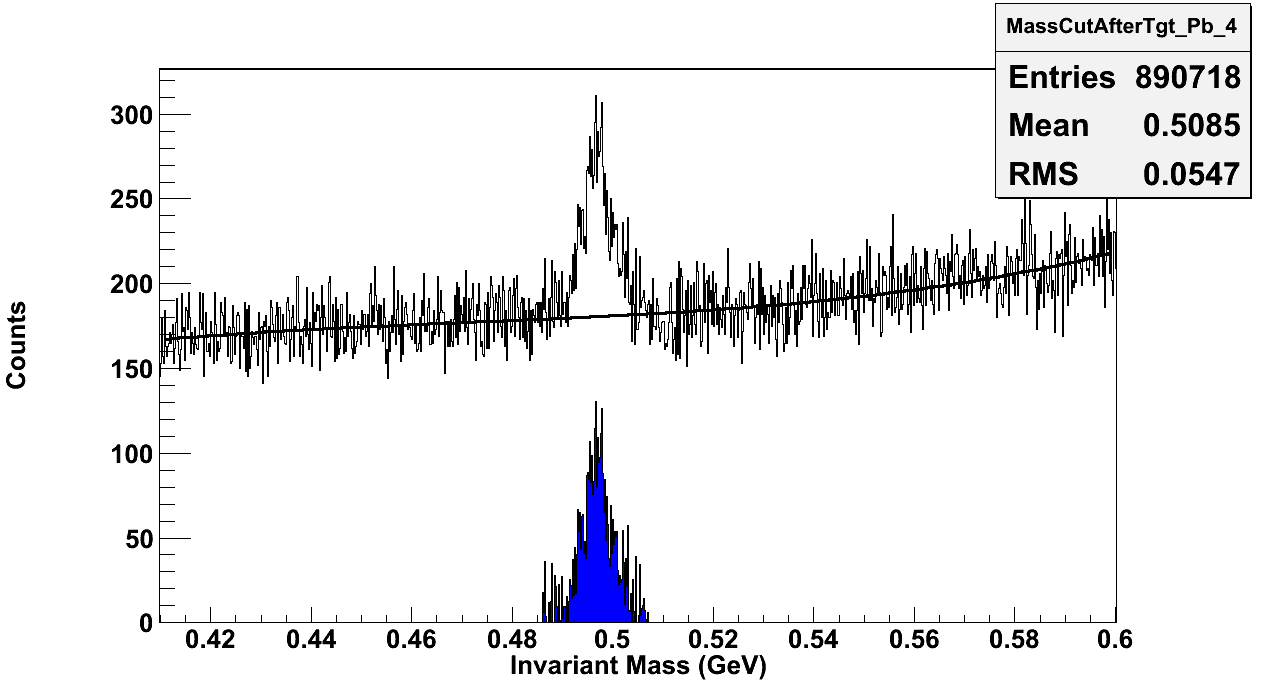 MassCutAfterTgt_Pb_4
Entries 890718
Mean 0.5085
RMS 0.0547
300
250
200
150
100
50
0
Counts
0.42 0.44 0.46 0.48 0.5 0.52 0.54 0.56 0.58 0.6
Invariant Mass (GeV)